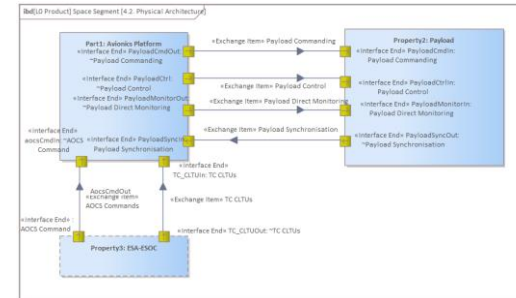 ibd[1.0 Product] Space Segment [4.2. Physical Architecture]
Part1: Avionics Platform
«Interface End» PayloadCmdOut:
~Payload Commanding
«Interface End» PayloadCtrl:
~Payload Control
«Interface End» PayloadMonitorOut:
~Payload Direct Monitoring
«Interface End» PayloadSyncIn:
Payload Synchronisation
«Exchange Item» Payload Commanding
«Exchange Item» Payload Control
«Exchange Item» Payload Direct Monitoring
«Exchange Item» Payload Synchronisation
Property2: Payload
«Interface End» PayloadCmdIn:
Payload Commanding
«Interface End» PayloadCtrlIn:
Payload Control
«Interface End» PayloadMonitorIn:
Payload Direct Monitoring
«Interface End» PayloadSyncOut:
~Payload Synchronisation
«Interface End»
aocsCmdIn: ~AOCS
Command
«Interface End»
TC_CLTUIn: TC CLTUs
AocsCmdOut
«Exchange Item»
AOCS Commands
«Exchange Item» TC CLTUs
«Interface End» :
AOCS Command
«Interface End» TC_CLTUOut: ~TC CLTUs
Property3: ESA-ESOC